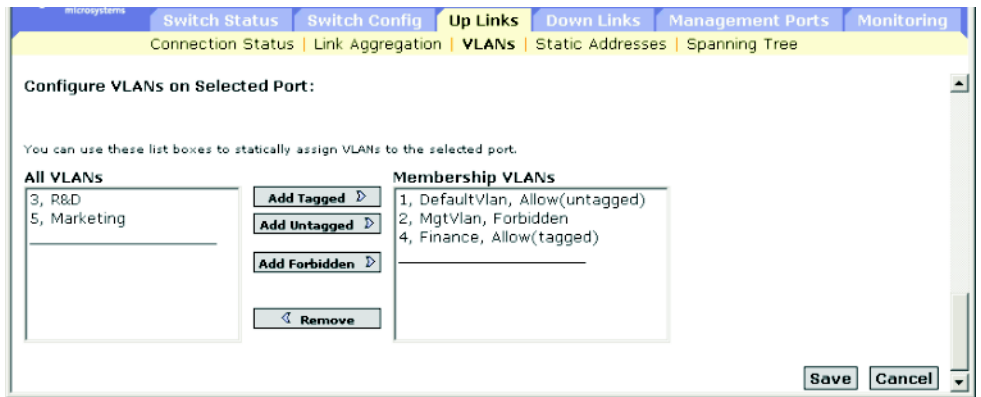 microsystems
Switch Status Switch Config Up Links Down Links Management Ports Monitoring
Connection Status | Link Aggregation | VLANs | Static Addresses | Spanning Tree
Configure VLANs on Selected Port:
You can use these list boxes to statically assign VLANs to the selected port.
All VLANs
3, R&D
5, Marketing
Add Tagged
Add Untagged
Add Forbidden
Remove
Membership VLANs
1, DefaultVlan, Allow(untagged)
2, MgtVlan, Forbidden
4, Finance, Allow(tagged)
Save Cancel